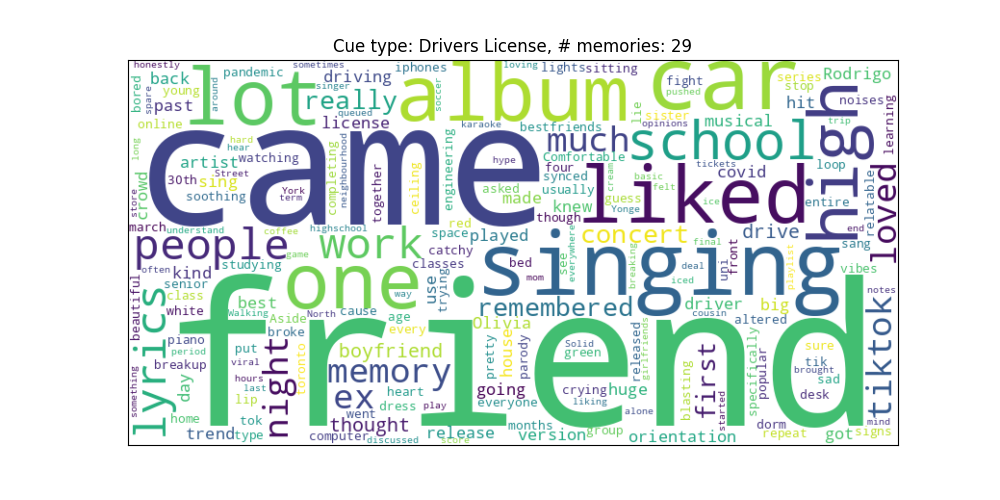 Cue type: Drivers License, # memories: 29
honestly
sometimes
loving
lights
sitting
bored
back
pandemic
lot
driving
iphones
album
car
fight
series
Rodrigo
spare
young
around
singer
soccer
pushed
stop
past
really
queued
lie
sister
hit
noises
online
license
karaoke
bestfriends
much
opinions
musical
trip
high
learning
long
hard
hear
came
hype
engineering
school
artist
watching
Comfortable
tickets
covid
loop
30th
sing
Street
four
synced
basic
felt
liked
soothing
York
term
completing
neighbourhood
together
ceiling
asked
usually
guess
cream
ice
entire
loved
relatable
store
crowd
made
knew
though
Yonge
march
understand
coffee
highschool
red
space
played
concert
drive
end
sang
people
game
work
catchy
singing
see
everywhere
breaking
final
front
upi
playlist
vibes
often
kind
studying
one
classes
bed
mom
deal
iced
senior
class
way
use
trying
remembered
cousin
driver
big
notes
beautiful
white
best
Walking
North
cause
age
Olivia
altered
tiktok
lyrics
Aside
broke
every
friend
piano
put
toronto
boyfriend
pretty
house
parody
Solid
green
released
girlfriends
sure
period
viral
breakup
night
memory
tik
brought
sad
day
hours
last
heart
going
crying
huge
blasting
first
specifically
popular
desk
something
lip
ex
dress
play
everyone
liking
alone
started
mind
home
tok
went
thought
months
group
dorm
trend
type
computer
discussed
release
score
version
orientation
repeat
got
signs